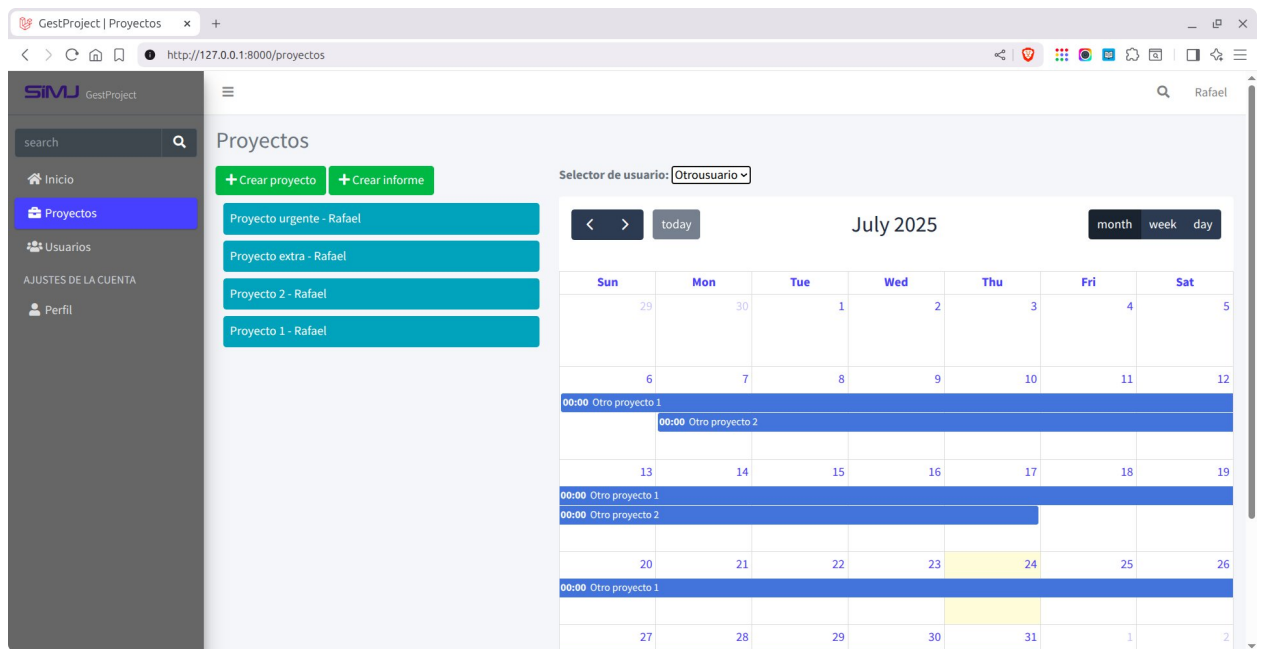 GestProject | Proyectos
http://127.0.0.1:8000/proyectos
SiMU GestProject
Rafael
search
Inicio
Proyectos
Usuarios
AJUSTES DE LA CUENTA
Perfil
Proyectos
Crear proyecto Crear informe
Proyecto urgente - Rafael
Proyecto extra - Rafael
Proyecto 2 - Rafael
Proyecto 1 - Rafael
Selector de usuario: Otrousuario
today July 2025 month week day
Sun Mon Tue Wed Thu Fri Sat
29 30 1 2 3 4 5
6 7 8 9 10 11 12
00:00 Otro proyecto 1
00:00 Otro proyecto 2
13 14 15 16 17 18 19
00:00 Otro proyecto 1
00:00 Otro proyecto 2
20 21 22 23 24 25 26
00:00 Otro proyecto 1
27 28 29 30 31 1 2